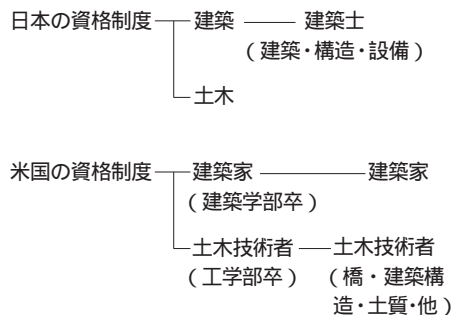 日本の資格制度 建築 建築士
(建築・構造・設備)
土木
米国の資格制度 建築家 建築家
(建築学部卒)
土木技術者 土木技術者
(工学部卒) (橋・建築構
造・土質・他)